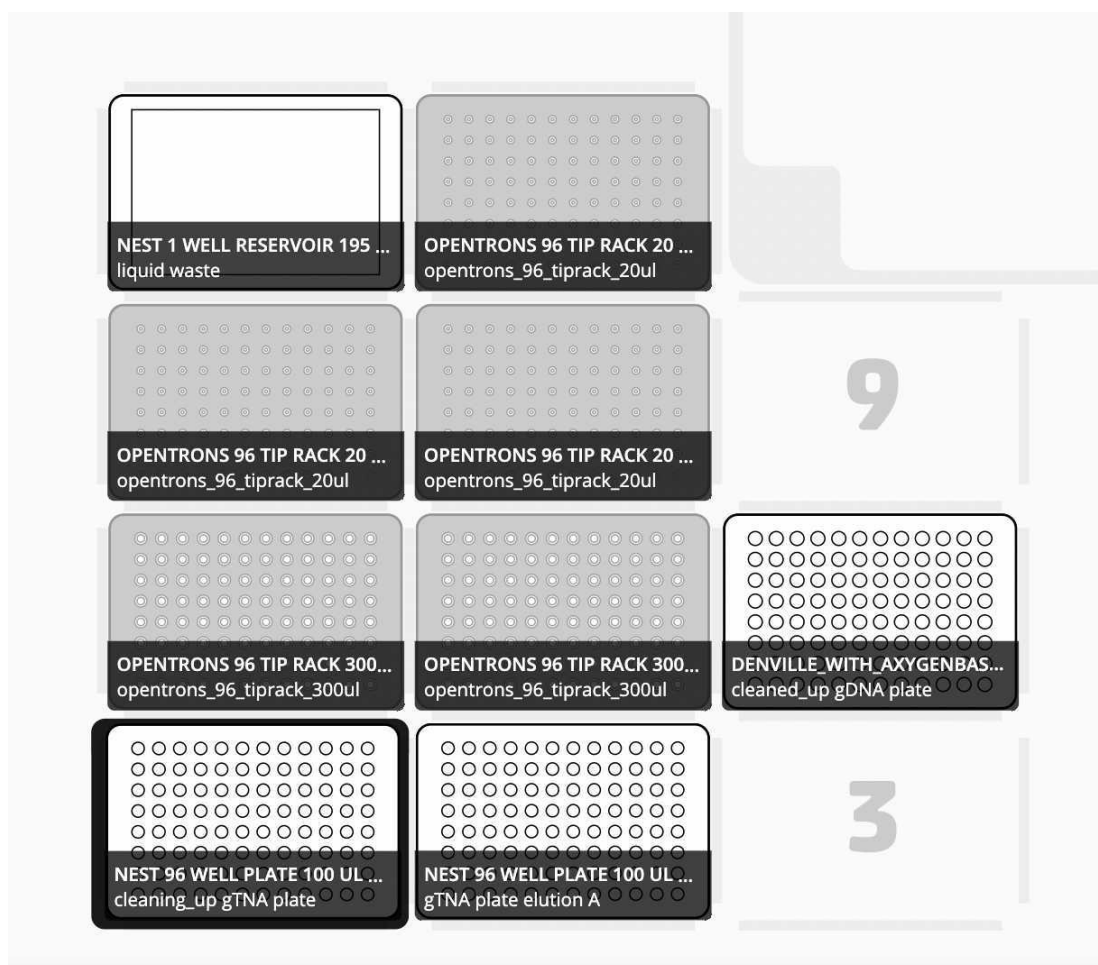 NEST 1 WELL RESERVOIR 195 ...
liquid waste
OPENTRONS 96 TIP RACK 20 ...
opentrons_96_tiprack_20ul
OPENTRONS 96 TIP RACK 20 ...
opentrons_96_tiprack_20ul
OPENTRONS 96 TIP RACK 20 ...
opentrons_96_tiprack_20ul
9
OPENTRONS 96 TIP RACK 300...
opentrons_96_tiprack_300ul
OPENTRONS 96 TIP RACK 300...
opentrons_96_tiprack_300ul
DENVILLE_WITH_AXYGENBAS...
cleaned_up gDNA plate
NEST 96 WELL PLATE 100 UL ...
cleaning_up gTNA plate
NEST 96 WELL PLATE 100 UL ...
gTNA plate elution A
3